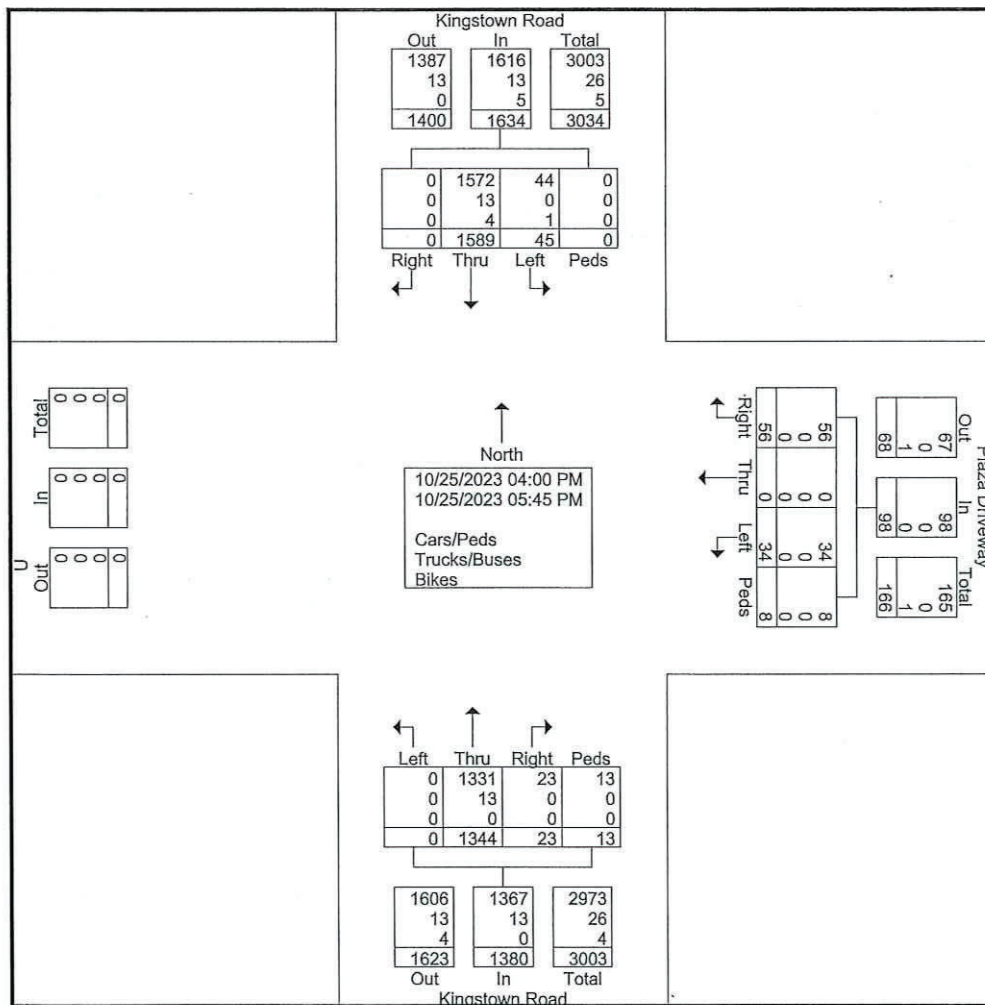 Kingstown Road
Out In Total
1387 1616 3003
13 13 26
0 5 5
1400 1634 3034
0 1572 44 0
0 13 0 0
0 4 1 0
0 1589 45 0
Right Thru Left Peds
Total
0 0 0 0
In
0 0 0 0
Out
0 0 0 0
U
North
10/25/2023 04:00 PM
10/25/2023 05:45 PM
Cars/Peds
Trucks/Buses
Bikes
Plaza Driveway
Out In Total
67 98 165
0 0 0
1 0 1
68 98 166
56 0 34 8
0 0 0 0
0 0 0 0
56 0 34 8
Right Thru Left Peds
Left Thru Right Peds
0 1331 23 13
0 13 0 0
0 0 0 0
0 1344 23 13
1606 1367 2973
13 13 26
4 0 4
1623 1380 3003
Out In Total
Kingstown Road